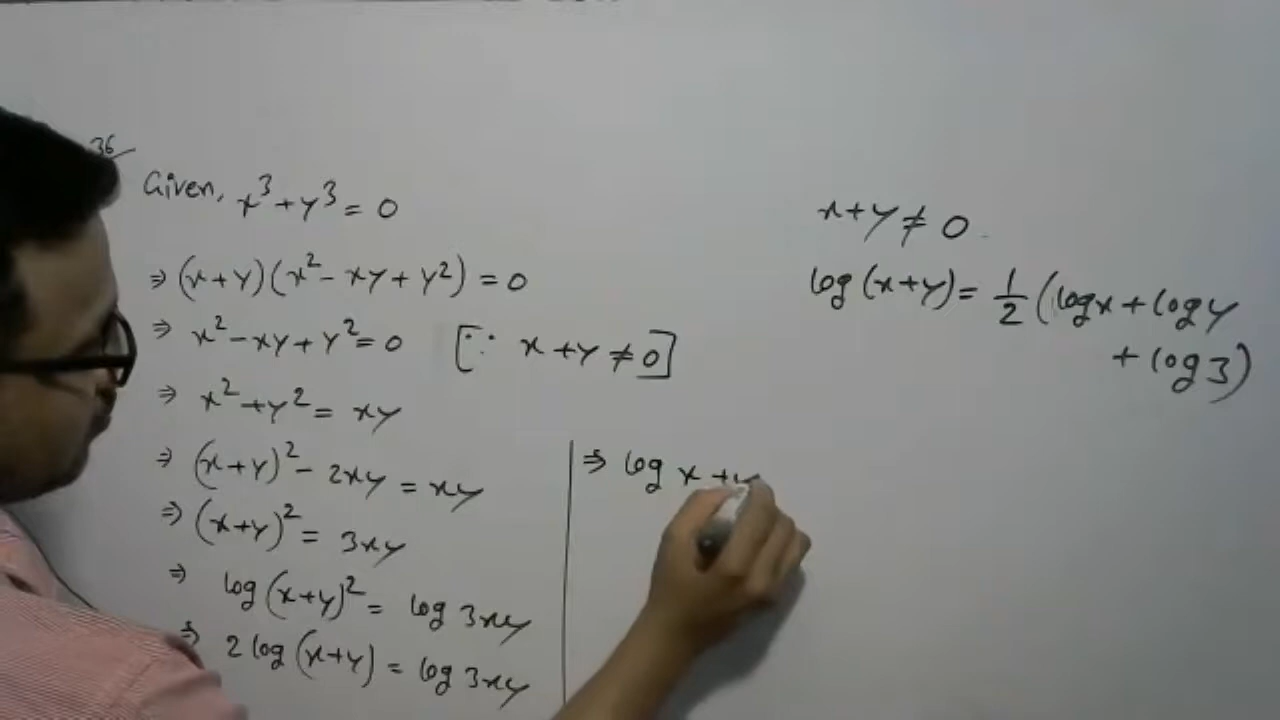 36
Given, x³ + y³ = 0
⇒ (x+y)(x² - xy + y²) = 0
⇒ x² - xy + y² = 0 [∵ x + y ≠ 0]
⇒ x² + y² = xy
⇒ (x+y)² - 2xy = xy
⇒ (x+y)² = 3xy
⇒ log (x+y)² = log 3xy
⇒ 2 log (x+y) = log 3xy
⇒ log x + y
x + y ≠ 0
log (x+y) = 1/2 (log x + log y
+ log 3)